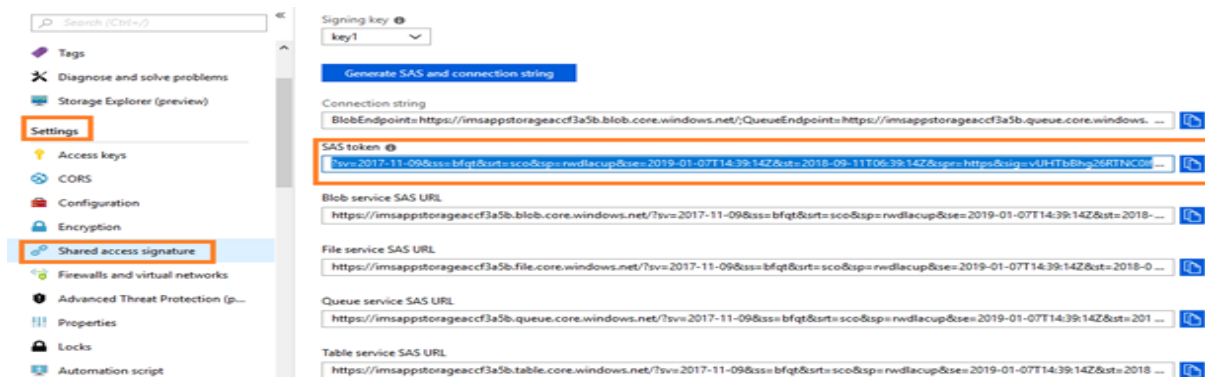 Search (Ctrl+/)
Tags
Diagnose and solve problems
Storage Explorer (preview)
Settings
Access keys
CORS
Configuration
Encryption
Shared access signature
Firewalls and virtual networks
Advanced Threat Protection (p...
Properties
Locks
Automation script
Signing key
key1
Generate SAS and connection string
Connection string
BlobEndpoint=https://imsappstorageaccf3a5b.blob.core.windows.net/;QueueEndpoint=https://imsappstorageaccf3a5b.queue.core.windows. ...
SAS token
?sv=2017-11-09&ss=bfqt&srt=sco&sp=rwdlacup&se=2019-01-07T14:39:14Z&st=2018-09-11T06:39:14Z&spr=https&sig=
Blob service SAS URL
https://imsappstorageaccf3a5b.blob.core.windows.net/?sv=2017-11-09&ss=bfqt&srt=sco&sp=rwdlacup&se=2019-01-07T14:39:14Z&st=2018-...
File service SAS URL
https://imsappstorageaccf3a5b.file.core.windows.net/?sv=2017-11-09&ss=bfqt&srt=sco&sp=rwdlacup&se=2019-01-07T14:39:14Z&st=2018-0 ...
Queue service SAS URL
https://imsappstorageaccf3a5b.queue.core.windows.net/?sv=2017-11-09&ss=bfqt&srt=sco&sp=rwdlacup&se=2019-01-07T14:39:14Z&st=201 ...
Table service SAS URL
https://imsappstorageaccf3a5b.table.core.windows.net/?sv=2017-11-09&ss=bfqt&srt=sco&sp=rwdlacup&se=2019-01-07T14:39:14Z&st=2018 ...